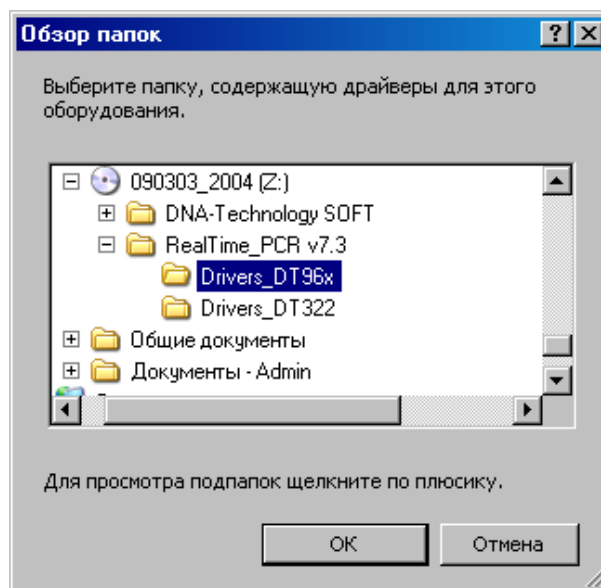 Обзор папок
Выберите папку, содержащую драйверы для этого
оборудования.
090303_2004 (Z:)
DNA-Technology SOFT
RealTime_PCR v7.3
Drivers_DT96x
Drivers_DT322
Общие документы
Документы - Admin
Для просмотра подпапок щелкните по плюсику.
OK
Отмена